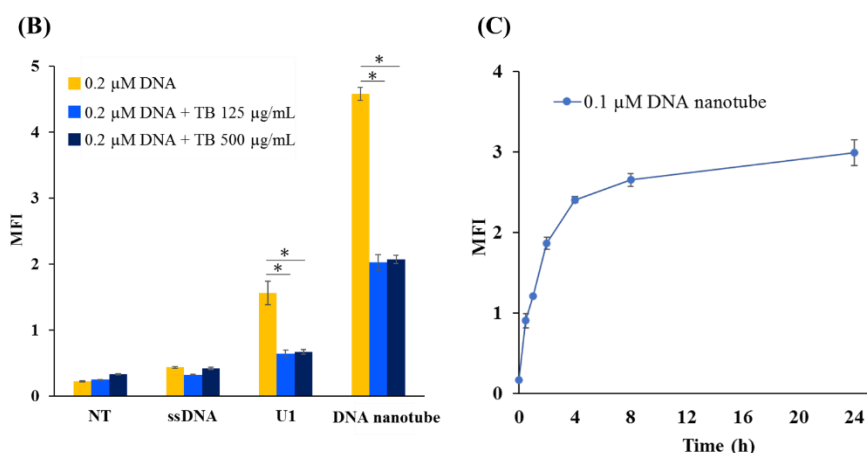 (B)
5
4
3
2
1
0
MFI
0.2 µM DNA
0.2 µM DNA + TB 125 µg/mL
0.2 µM DNA + TB 500 µg/mL
*
*
*
*
NT ssDNA U1 DNA nanotube
(C)
4
3
2
1
0
MFI
0.1 µM DNA nanotube
0 4 8 12 16 20 24
Time (h)